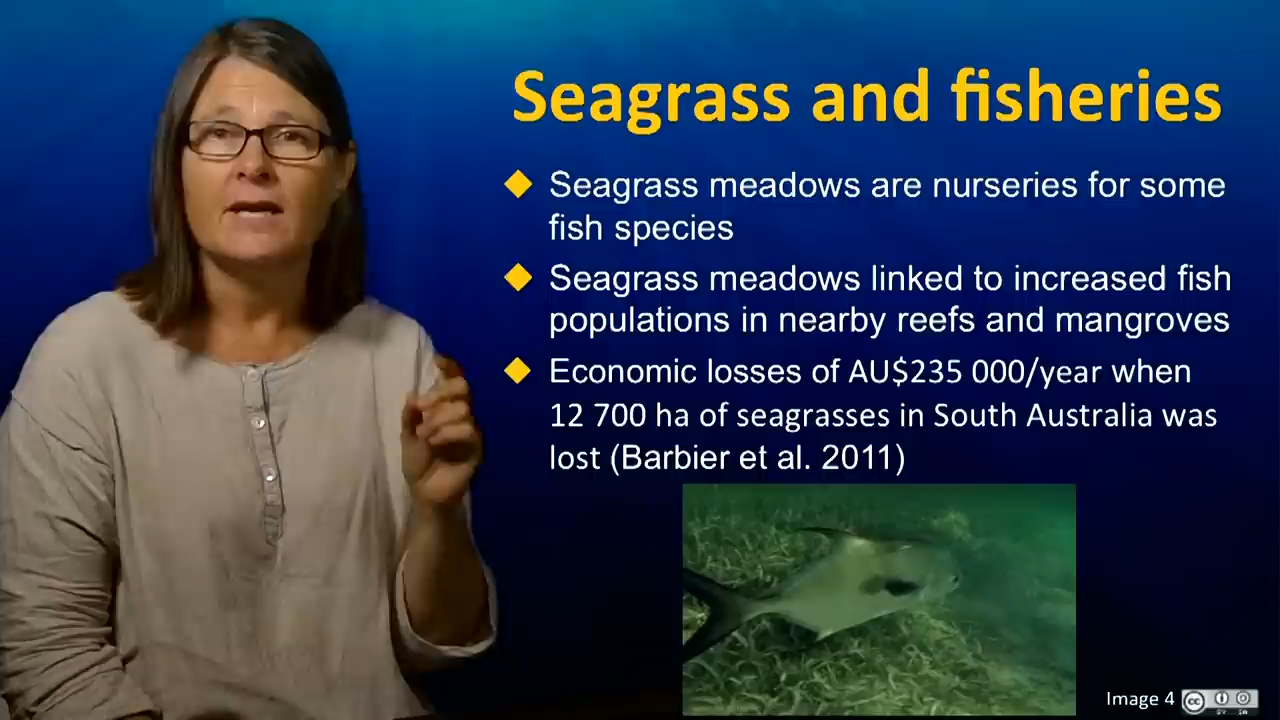 Seagrass and fisheries
Seagrass meadows are nurseries for some
fish species
Seagrass meadows linked to increased fish
populations in nearby reefs and mangroves
Economic losses of AU$235 000/year when
12 700 ha of seagrasses in South Australia was
lost (Barbier et al. 2011)
Image 4